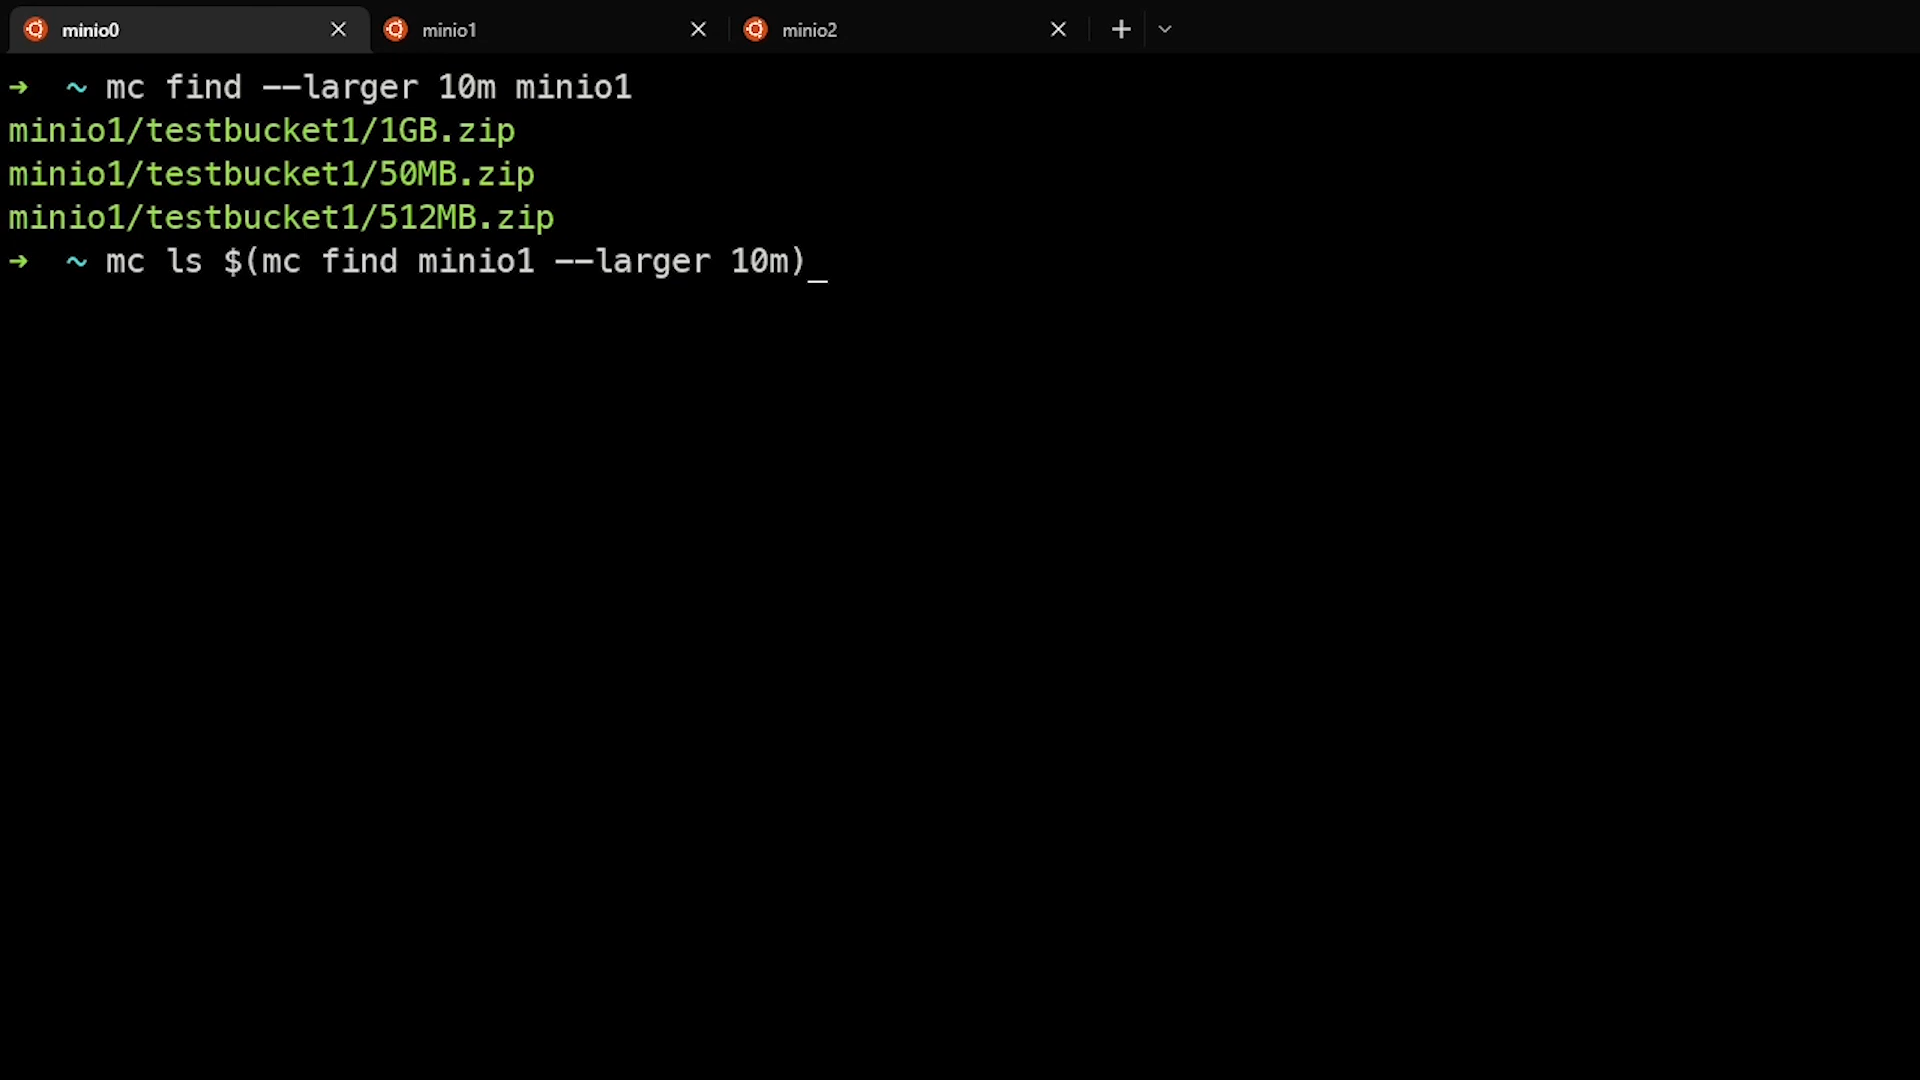 minio0 minio1 minio2
➜ ~ mc find --larger 10m minio1
minio1/testbucket1/1GB.zip
minio1/testbucket1/50MB.zip
minio1/testbucket1/512MB.zip
➜ ~ mc ls $(mc find minio1 --larger 10m)_